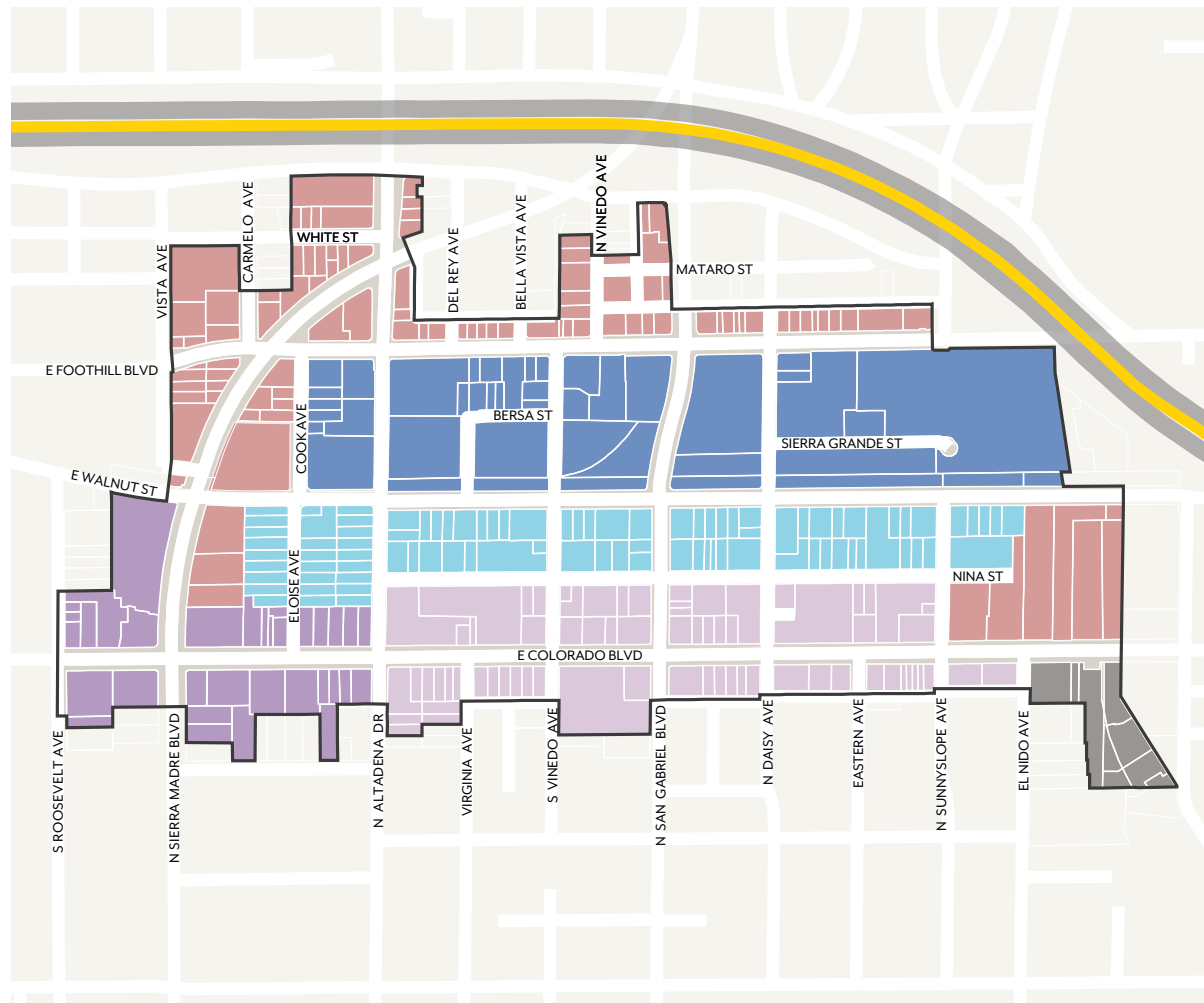 N VINEDO AVE
CARMELO AVE
BELLA VISTA AVE
DEL REY AVE
WHITE ST
VISTA AVE
MATARO ST
E FOOTHILL BLVD
BERSA ST
COOK AVE
SIERRA GRANDE ST
E WALNUT ST
ELOISE AVE
NINA ST
E COLORADO BLVD
S ROOSEVELT AVE
N SIERRA MADRE BLVD
N ALTADENA DR
VIRGINIA AVE
S VINEDO AVE
N SAN GABRIEL BLVD
N DAISY AVE
EASTERN AVE
N SUNNYSLOPE AVE
EL NIDO AVE